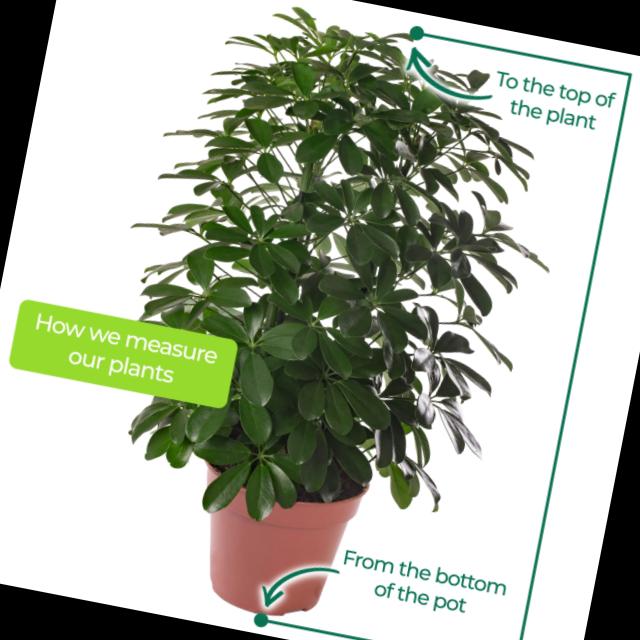 To the top of
the plant
How we measure
our plants
From the bottom
of the pot